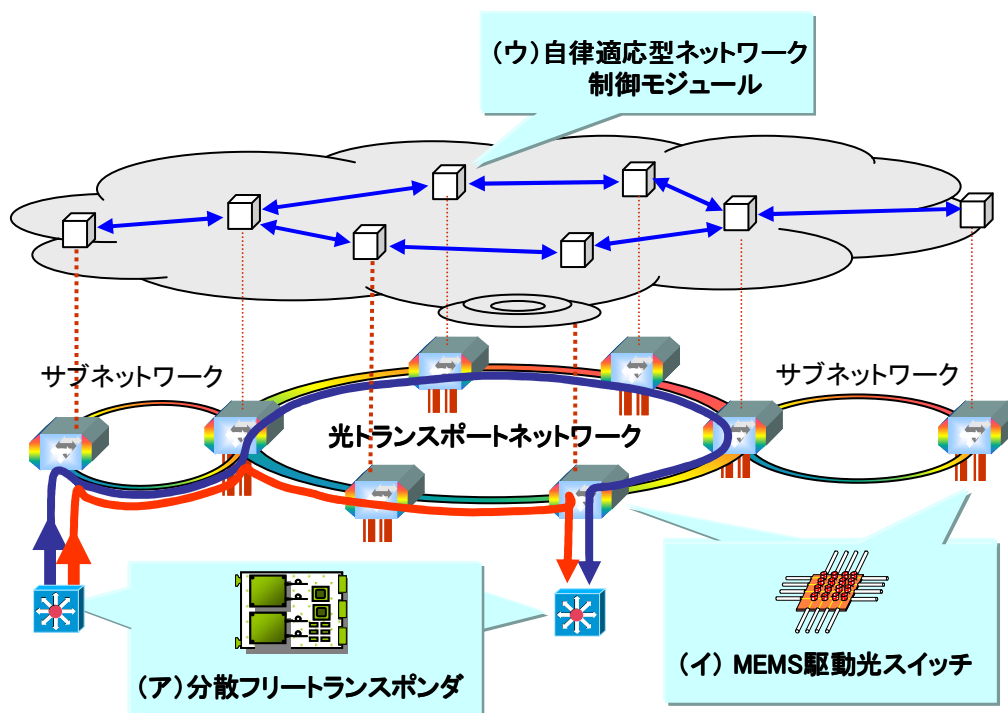 （ウ）自律適応型ネットワーク
制御モジュール
サブネットワーク
サブネットワーク
光トランスポートネットワーク
（ア）分散フリートランスポンダ
（イ） MEMS駆動光スイッチ